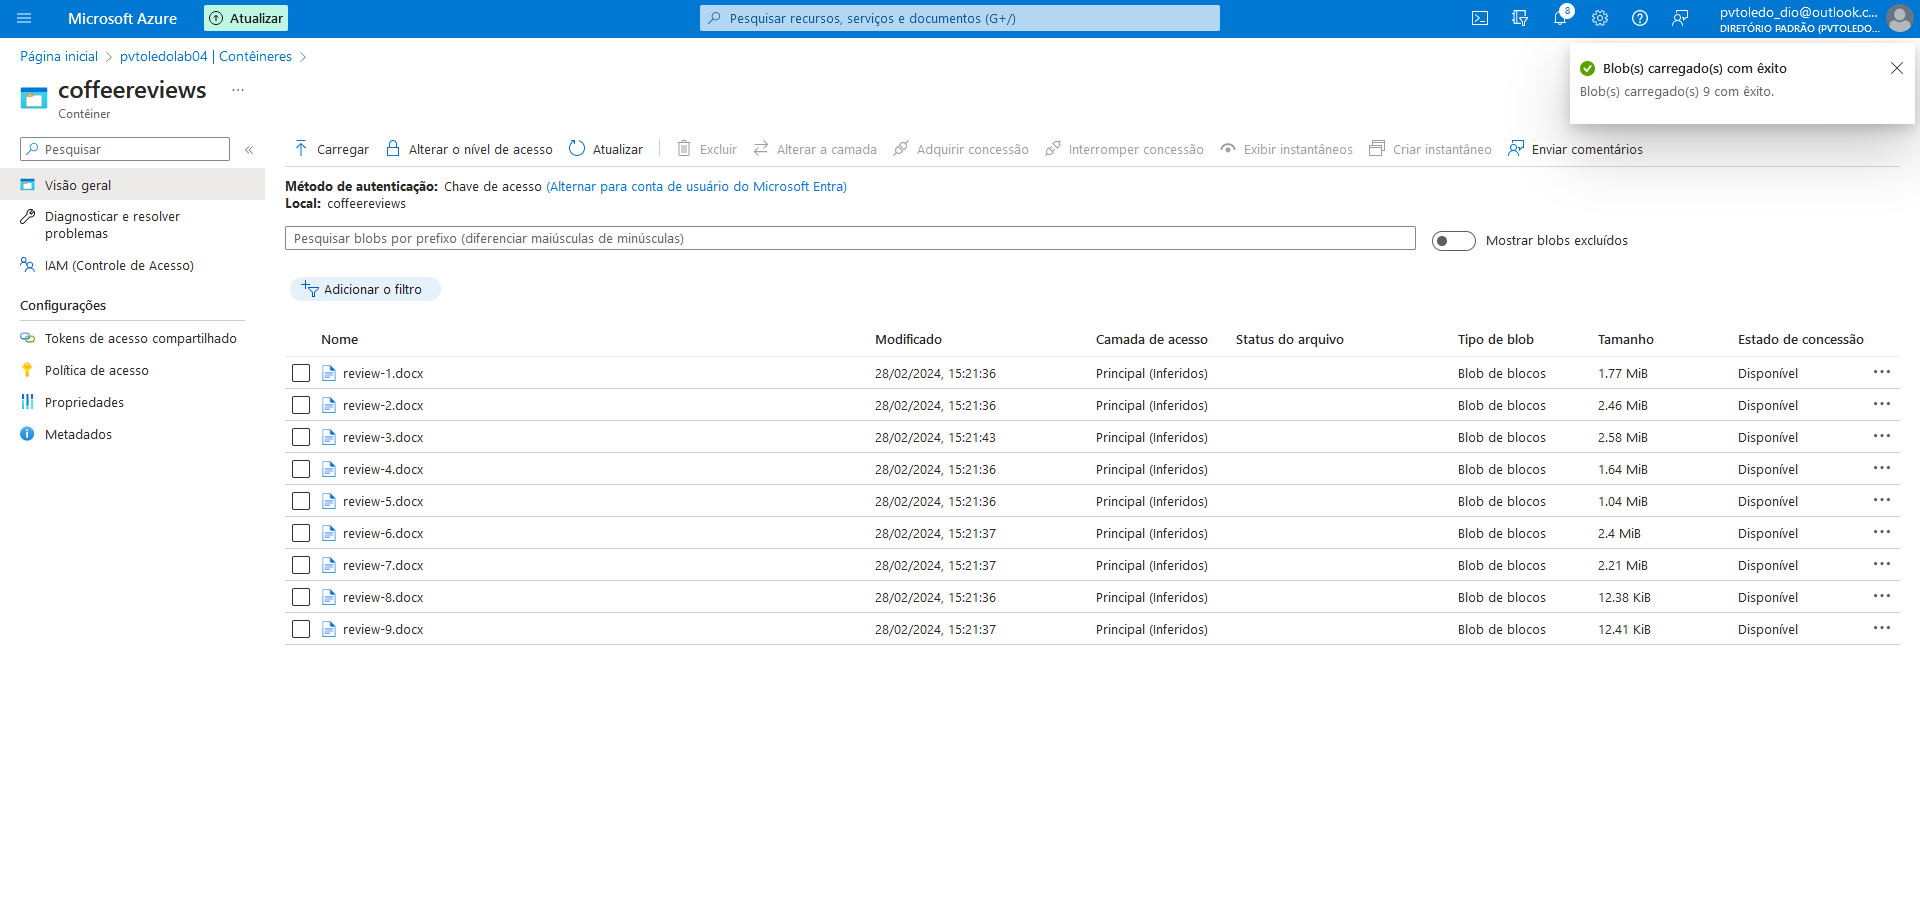 Microsoft Azure
Atualizar
Pesquisar recursos, serviços e documentos (G+/)
8
pvtoledo_dio@outlook.c...
DIRETÓRIO PADRÃO (PVTOLEDO...
Página inicial > pvtoledolab04 | Contêineres >
Blob(s) carregado(s) com êxito
Blob(s) carregado(s) 9 com êxito.
coffeereviews ...
Contêiner
Pesquisar
«
Visão geral
Diagnosticar e resolver
problemas
IAM (Controle de Acesso)
Configurações
Tokens de acesso compartilhado
Política de acesso
Propriedades
Metadados
Carregar Alterar o nível de acesso Atualizar Excluir Alterar a camada Adquirir concessão Interromper concessão Exibir instantâneos Criar instantâneo Enviar comentários
Método de autenticação: Chave de acesso (Alternar para conta de usuário do Microsoft Entra)
Local: coffeereviews
Pesquisar blobs por prefixo (diferenciar maiúsculas de minúsculas)
Mostrar blobs excluídos
Adicionar o filtro
Nome Modificado Camada de acesso Status do arquivo Tipo de blob Tamanho Estado de concessão
review-1.docx 28/02/2024, 15:21:36 Principal (Inferidos) Blob de blocos 1.77 MiB Disponível ...
review-2.docx 28/02/2024, 15:21:36 Principal (Inferidos) Blob de blocos 2.46 MiB Disponível ...
review-3.docx 28/02/2024, 15:21:43 Principal (Inferidos) Blob de blocos 2.58 MiB Disponível ...
review-4.docx 28/02/2024, 15:21:36 Principal (Inferidos) Blob de blocos 1.64 MiB Disponível ...
review-5.docx 28/02/2024, 15:21:36 Principal (Inferidos) Blob de blocos 1.04 MiB Disponível ...
review-6.docx 28/02/2024, 15:21:37 Principal (Inferidos) Blob de blocos 2.4 MiB Disponível ...
review-7.docx 28/02/2024, 15:21:37 Principal (Inferidos) Blob de blocos 2.21 MiB Disponível ...
review-8.docx 28/02/2024, 15:21:36 Principal (Inferidos) Blob de blocos 12.38 KiB Disponível ...
review-9.docx 28/02/2024, 15:21:37 Principal (Inferidos) Blob de blocos 12.41 KiB Disponível ...